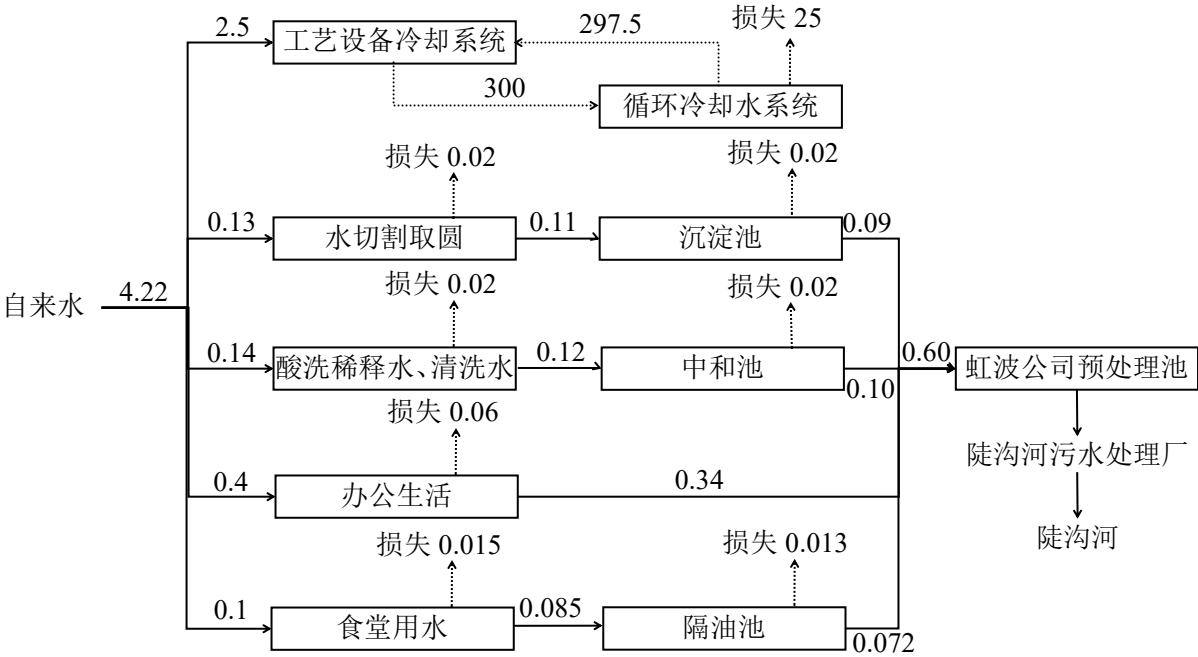 2.5
工艺设备冷却系统
297.5
损失 25
300
循环冷却水系统
损失 0.02
损失 0.02
0.13
水切割取圆
0.11
沉淀池
0.09
自来水
4.22
损失 0.02
损失 0.02
0.14
酸洗稀释水、清洗水
0.12
中和池
0.10
0.60
虹波公司预处理池
损失 0.06
陡沟河污水处理厂
0.4
办公生活
0.34
陡沟河
损失 0.015
损失 0.013
0.1
食堂用水
0.085
隔油池
0.072